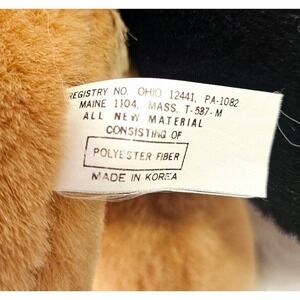 REGISTRY NO. OHIO 12441, PA-1082
MAINE 1104, MASS. T-587-M
ALL NEW MATERIAL
CONSISTING OF
POLYESTER FIBER
MADE IN KOREA